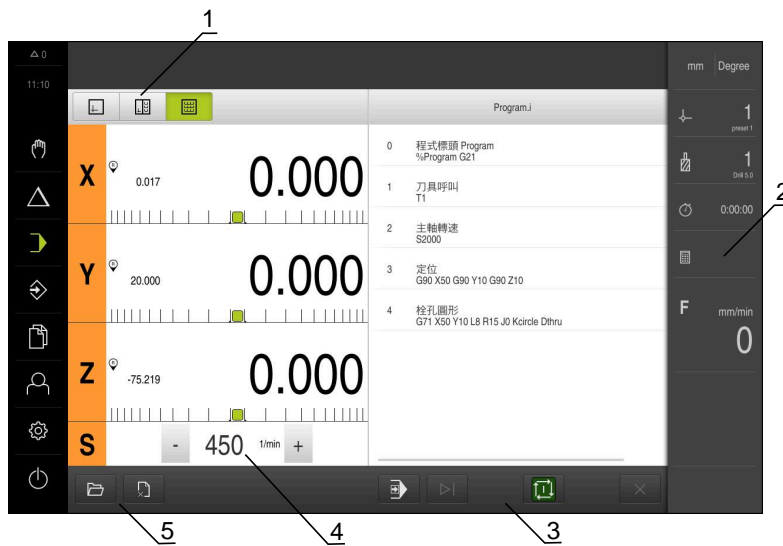 1
0
11:10
mm Degree
Program.i
1
preset 1
1
Drill 5.0
2
0:00:00
F mm/min
0
X R 0.017 0.000
Y R 20.000 0.000
Z R -75.219 0.000
S - 450 1/min +
0 程式標頭 Program
%Program G21
1 刀具呼叫
T1
2 主軸轉速
S2000
3 定位
G90 X50 G90 Y10 G90 Z10
4 栓孔圓形
G71 X50 Y10 L8 R15 J0 Kcircle Dthru
5
4
3